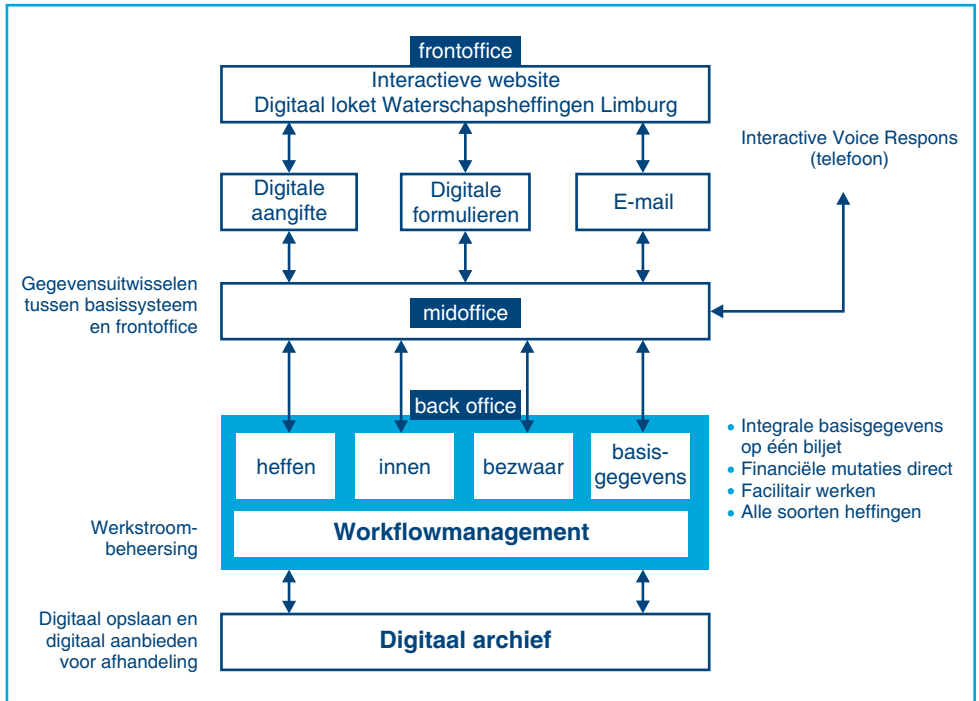 frontoffice
Interactieve website
Digitaal loket Waterschapsheffingen Limburg
Interactive Voice Respons
(telefoon)
Digitale
aangifte
Digitale
formulieren
E-mail
Gegevensuitwisselen
tussen basissysteem
en frontoffice
midoffice
back office
heffen
innen
bezwaar
basis-
gegevens
• Integrale basisgegevens
op één biljet
• Financiële mutaties direct
• Facilitair werken
• Alle soorten heffingen
Werkstroom-
beheersing
Workflowmanagement
Digitaal opslaan en
digitaal aanbieden
voor afhandeling
Digitaal archief